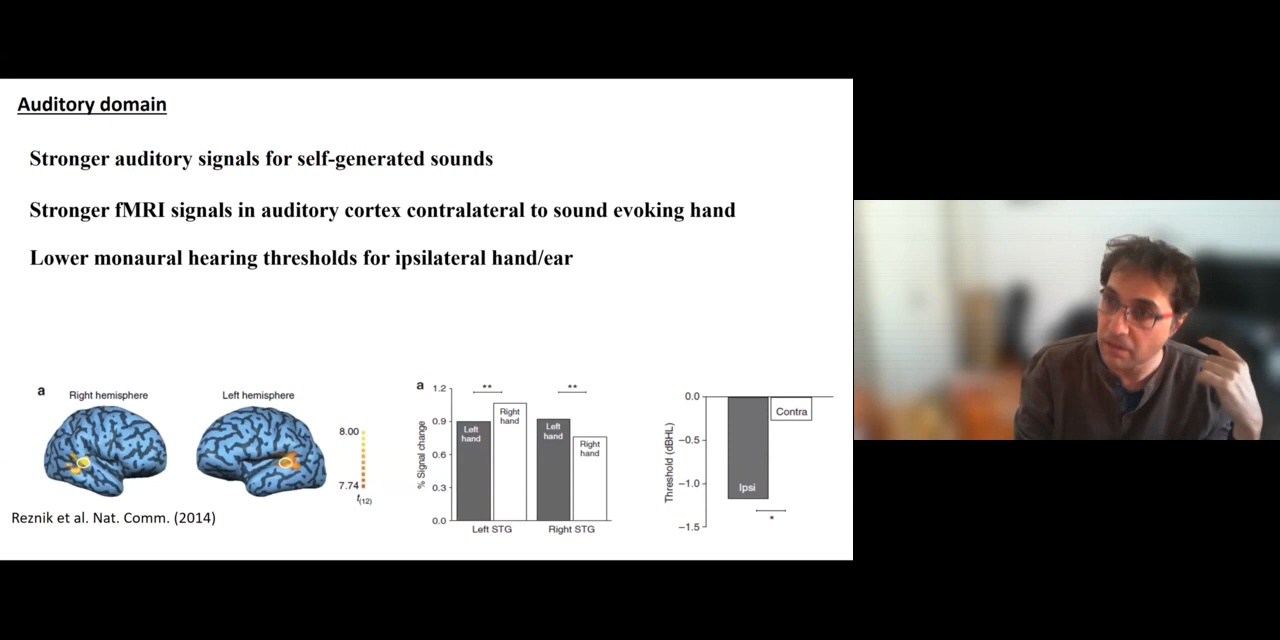 Auditory domain
Stronger auditory signals for self-generated sounds
Stronger fMRI signals in auditory cortex contralateral to sound evoking hand
Lower monaural hearing thresholds for ipsilateral hand/ear
a
Right hemisphere
Left hemisphere
8.00
7.74
t(12)
Reznik et al. Nat. Comm. (2014)
a
% Signal change
1.2
0.9
0.6
0.3
0.0
**
**
Left
hand
Right
hand
Left
hand
Right
hand
Left STG
Right STG
Threshold (dBHL)
0.0
−0.5
−1.0
−1.5
Ipsi
Contra
*